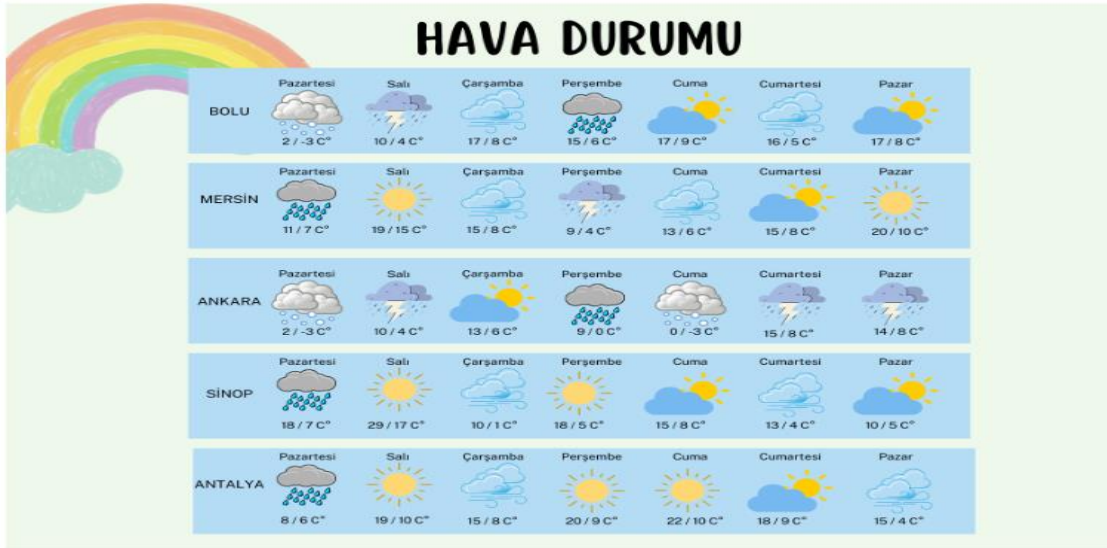 HAVA DURUMU
Pazartesi Salı Çarşamba Perşembe Cuma Cumartesi Pazar
BOLU
2 / -3 C° 10 / 4 C° 17 / 8 C° 15 / 6 C° 17 / 9 C° 16 / 5 C° 17 / 8 C°
Pazartesi Salı Çarşamba Perşembe Cuma Cumartesi Pazar
MERSİN
11 / 7 C° 19 / 15 C° 15 / 8 C° 9 / 4 C° 13 / 6 C° 15 / 8 C° 20 / 10 C°
Pazartesi Salı Çarşamba Perşembe Cuma Cumartesi Pazar
ANKARA
2 / -3 C° 10 / 4 C° 13 / 6 C° 9 / 0 C° 0 / -3 C° 15 / 8 C° 14 / 8 C°
Pazartesi Salı Çarşamba Perşembe Cuma Cumartesi Pazar
SİNOP
18 / 7 C° 29 / 17 C° 10 / 1 C° 18 / 5 C° 15 / 8 C° 13 / 4 C° 10 / 5 C°
Pazartesi Salı Çarşamba Perşembe Cuma Cumartesi Pazar
ANTALYA
8 / 6 C° 19 / 10 C° 15 / 8 C° 20 / 9 C° 22 / 10 C° 18 / 9 C° 15 / 4 C°